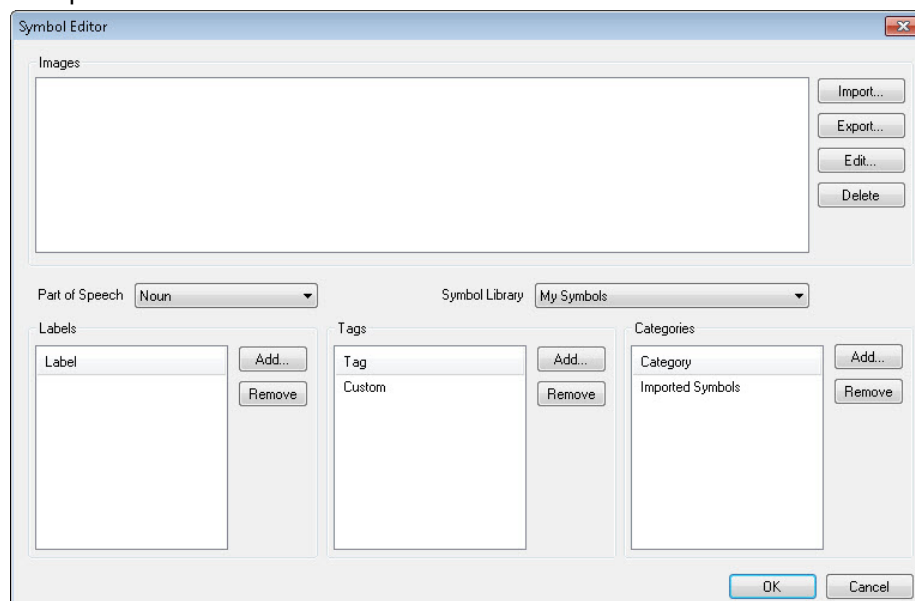 Symbol Editor
Images
Import...
Export...
Edit...
Delete
Part of Speech Noun Symbol Library My Symbols
Labels Tags Categories
Label Add... Tag Add... Category Add...
Remove Custom Remove Imported Symbols Remove
OK Cancel